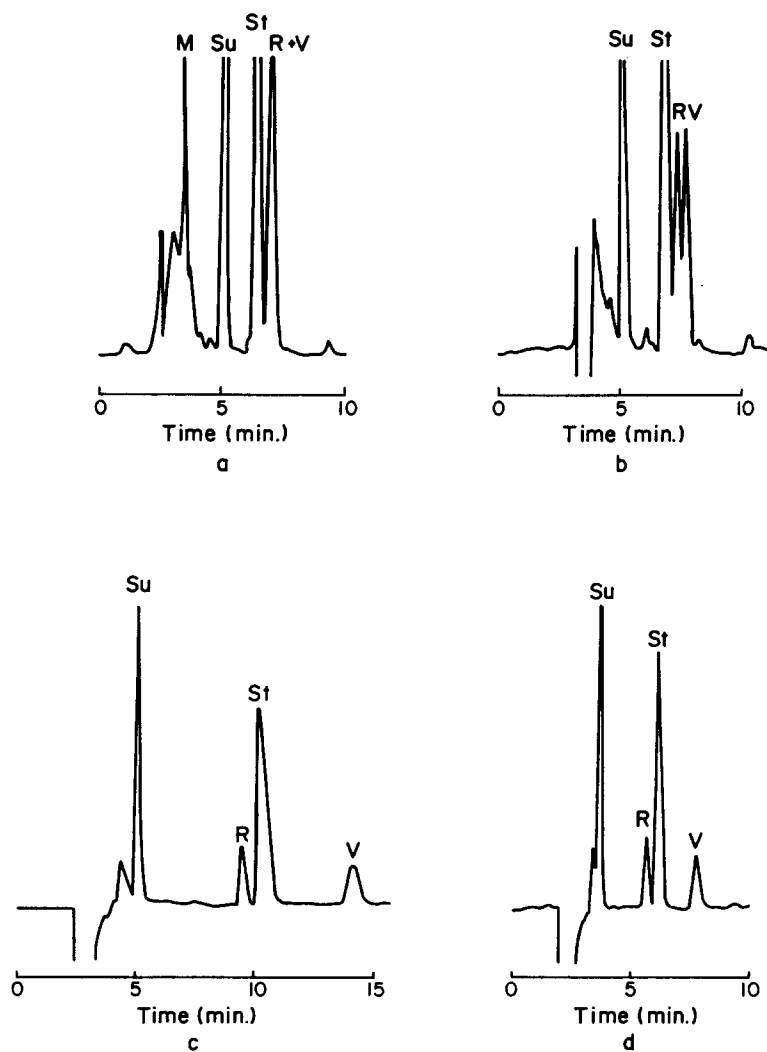 M Su St R+V
0 5 10
Time (min.)
a
Su St RV
0 5 10
Time (min.)
b
Su R St V
0 5 10 15
Time (min.)
c
Su R St V
0 5 10
Time (min.)
d